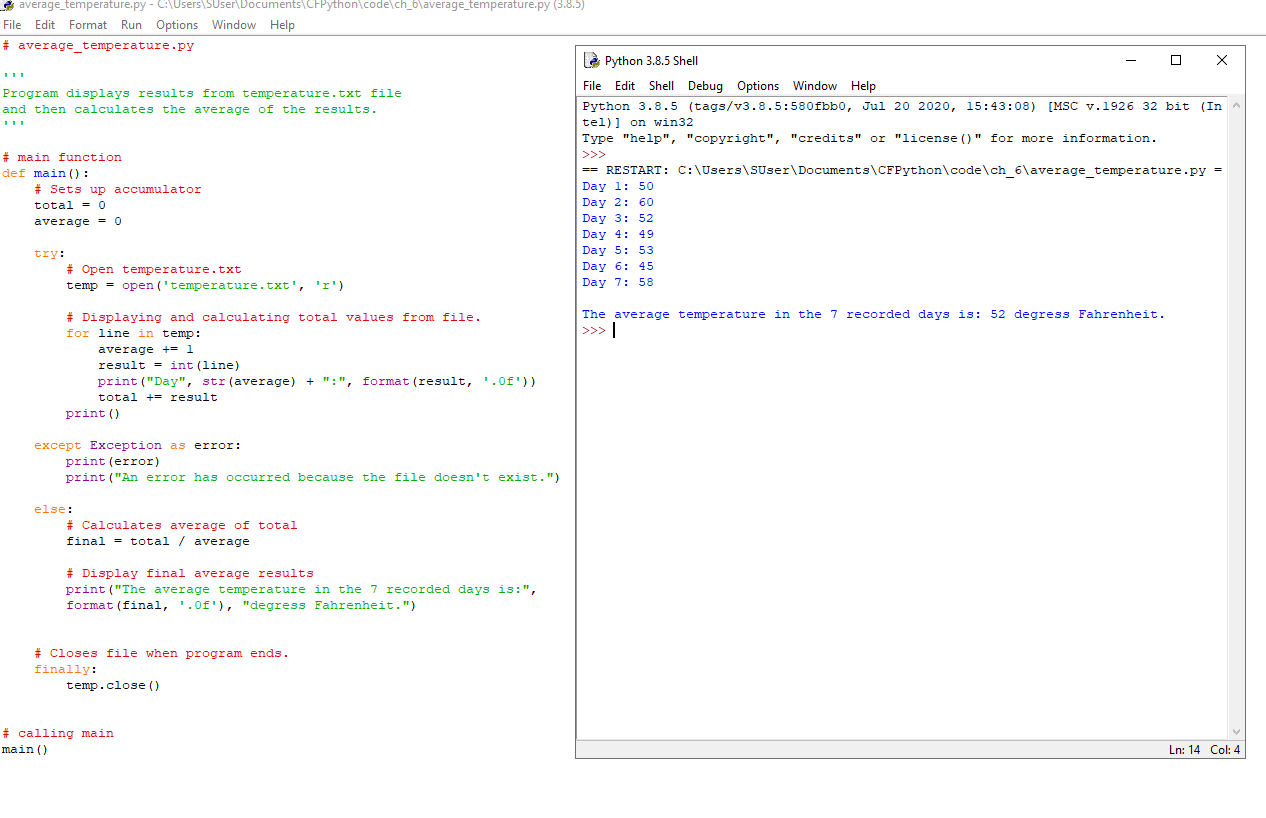 average_temperature.py - C:\Users\SUser\Documents\CFPython\code\ch_6\average_temperature.py (3.8.5)
File Edit Format Run Options Window Help
# average_temperature.py
'''
Program displays results from temperature.txt file
and then calculates the average of the results.
'''
# main function
def main():
    # Sets up accumulator
    total = 0
    average = 0
    try:
        # Open temperature.txt
        temp = open('temperature.txt', 'r')
        # Displaying and calculating total values from file.
        for line in temp:
            average += 1
            result = int(line)
            print("Day", str(average) + ":", format(result, '.0f'))
            total += result
        print()
    except Exception as error:
        print(error)
        print("An error has occurred because the file doesn't exist.")
    else:
        # Calculates average of total
        final = total / average
        # Display final average results
        print("The average temperature in the 7 recorded days is:",
        format(final, '.0f'), "degress Fahrenheit.")
    # Closes file when program ends.
    finally:
        temp.close()
# calling main
main()
Python 3.8.5 Shell
File Edit Shell Debug Options Window Help
Python 3.8.5 (tags/v3.8.5:580fbb0, Jul 20 2020, 15:43:08) [MSC v.1926 32 bit (In
tel)] on win32
Type "help", "copyright", "credits" or "license()" for more information.
>>>
== RESTART: C:\Users\SUser\Documents\CFPython\code\ch_6\average_temperature.py =
Day 1: 50
Day 2: 60
Day 3: 52
Day 4: 49
Day 5: 53
Day 6: 45
Day 7: 58
The average temperature in the 7 recorded days is: 52 degress Fahrenheit.
>>>
Ln: 14 Col: 4